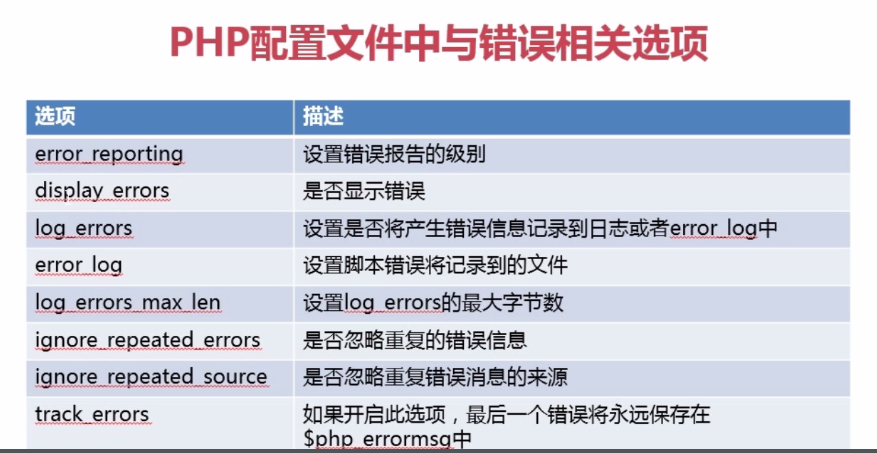 PHP配置文件中与错误相关选项
选项 描述
error_reporting 设置错误报告的级别
display_errors 是否显示错误
log_errors 设置是否将产生错误信息记录到日志或者error_log中
error_log 设置脚本错误将记录到的文件
log_errors_max_len 设置log_errors的最大字节数
ignore_repeated_errors 是否忽略重复的错误信息
ignore_repeated_source 是否忽略重复错误消息的来源
track_errors 如果开启此选项，最后一个错误将永远保存在
$php_errormsg中